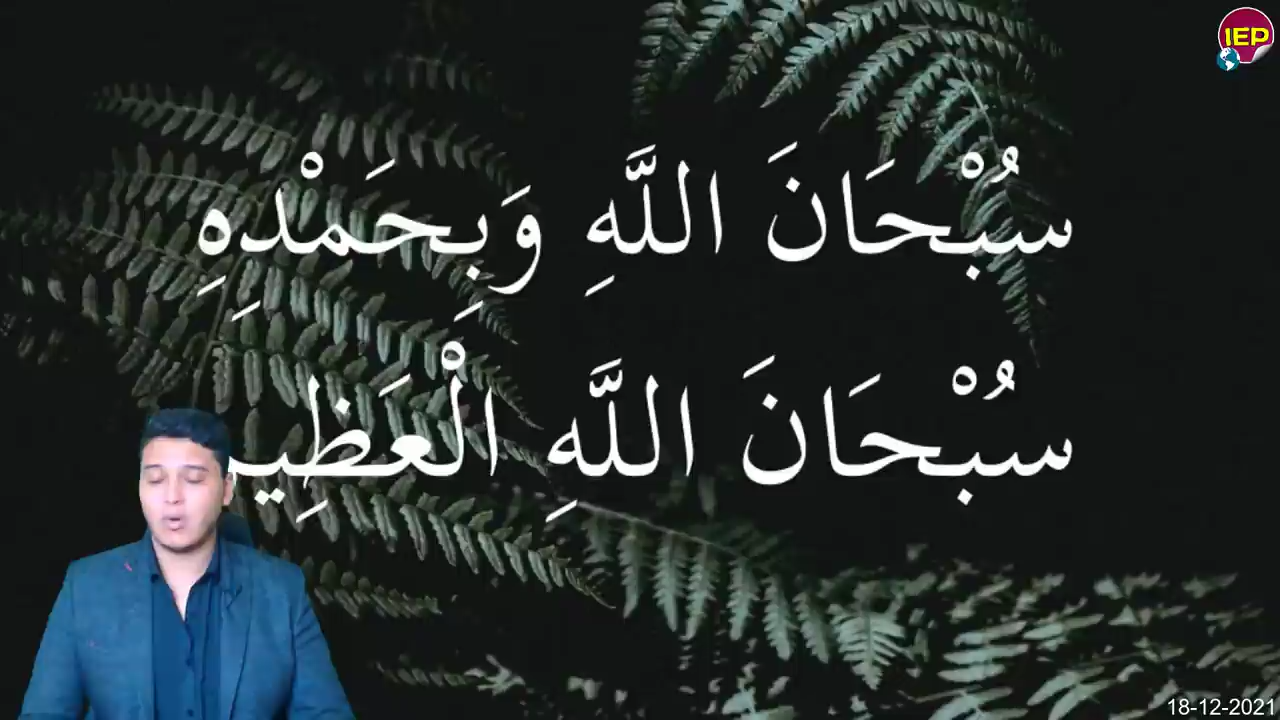 IEP
سُبْحَانَ اللَّهِ وَبِحَمْدِهِ
سُبْحَانَ اللَّهِ الْعَظِيم
18-12-2021